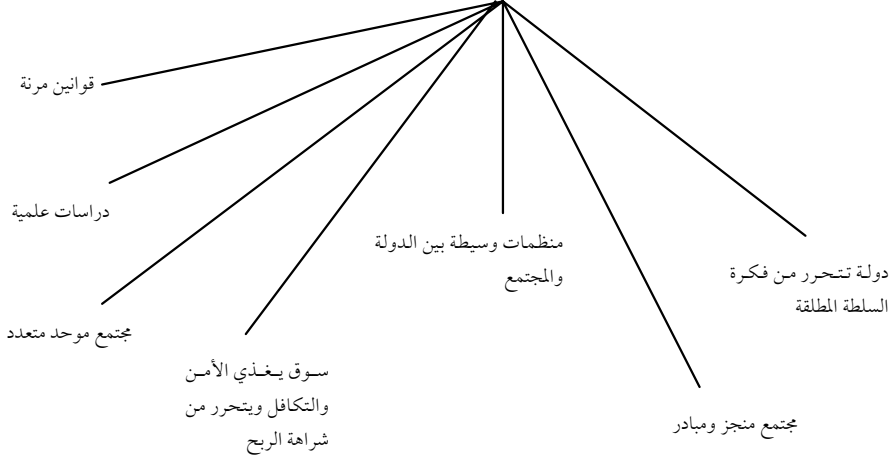 دولة تتحرر من فكرة
السلطة المطلقة
مجتمع منجز ومبادر
منظمات وسيطة بين الدولة
والمجتمع
سوق يغذي الأمن
والتكافل ويتحرر من
شراهة الربح
مجتمع موحد متعدد
دراسات علمية
قوانين مرنة